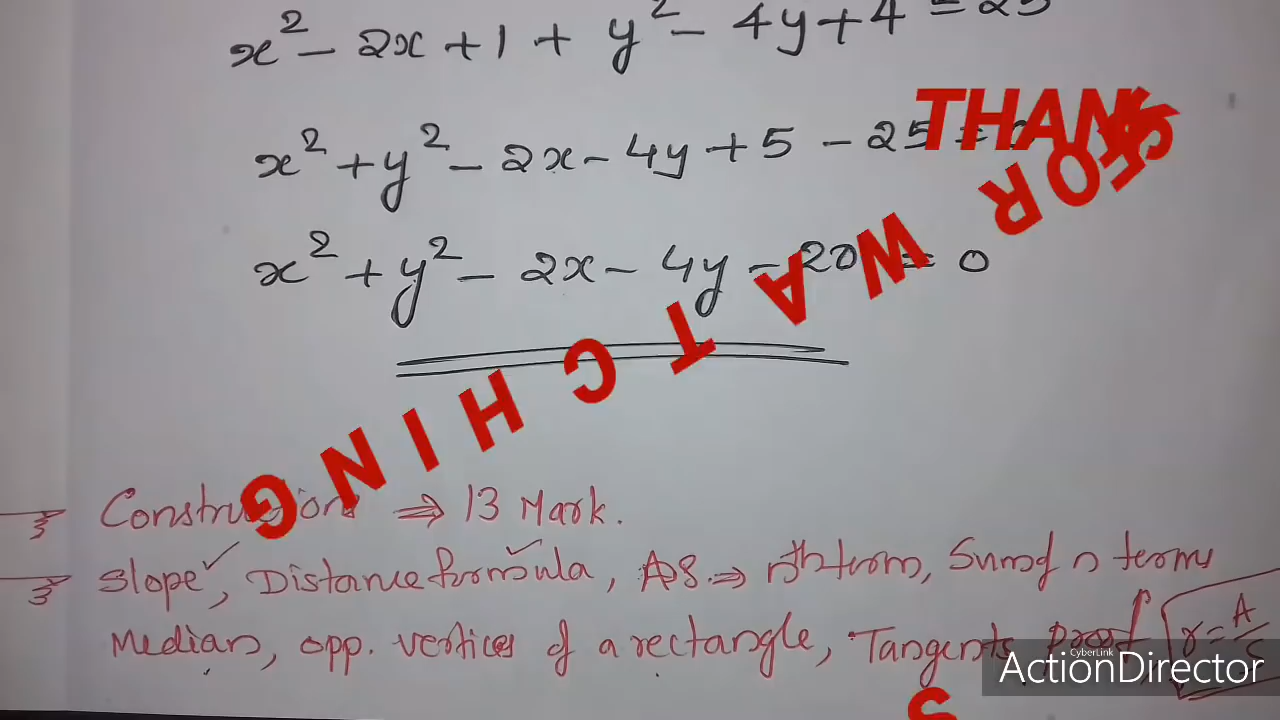 x² - 2x + 1 + y² - 4y + 4 = 25
x² + y² - 2x - 4y + 5 - 25 = 0
x² + y² - 2x - 4y - 20 = 0
THANKS FOR WATCHING
Construction ⇒ 13 Mark.
Slope, Distance formula, AS ⇒ nth term, Sum of n terms
Median, opp. vertices of a rectangle, Tangents proof, r = A/S
CyberLink
ActionDirector